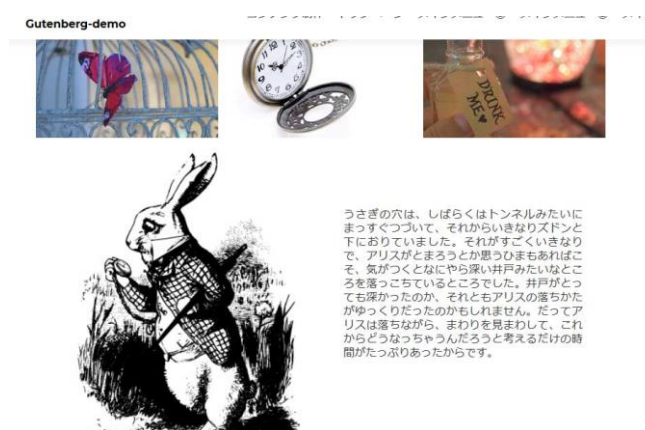 Gutenberg-demo
DRINK
ME♥
うさぎの穴は、しばらくはトンネルみたいに
まっすぐつづいて、それからいきなりズドンと
下におりていました。それがすごくいきなり
で、アリスがとまろうとか思うひまもあればこ
そ、気がつくとなにやら深い井戸みたいなとこ
ろを落っこちているところでした。井戸がとっ
ても深かったのか、それともアリスの落ちかた
がゆっくりだったのかもしれません。だってア
リスは落ちながら、まわりを見まわして、これ
からどうなっちゃうんだろうと考えるだけの時
間がたっぷりあったからです。